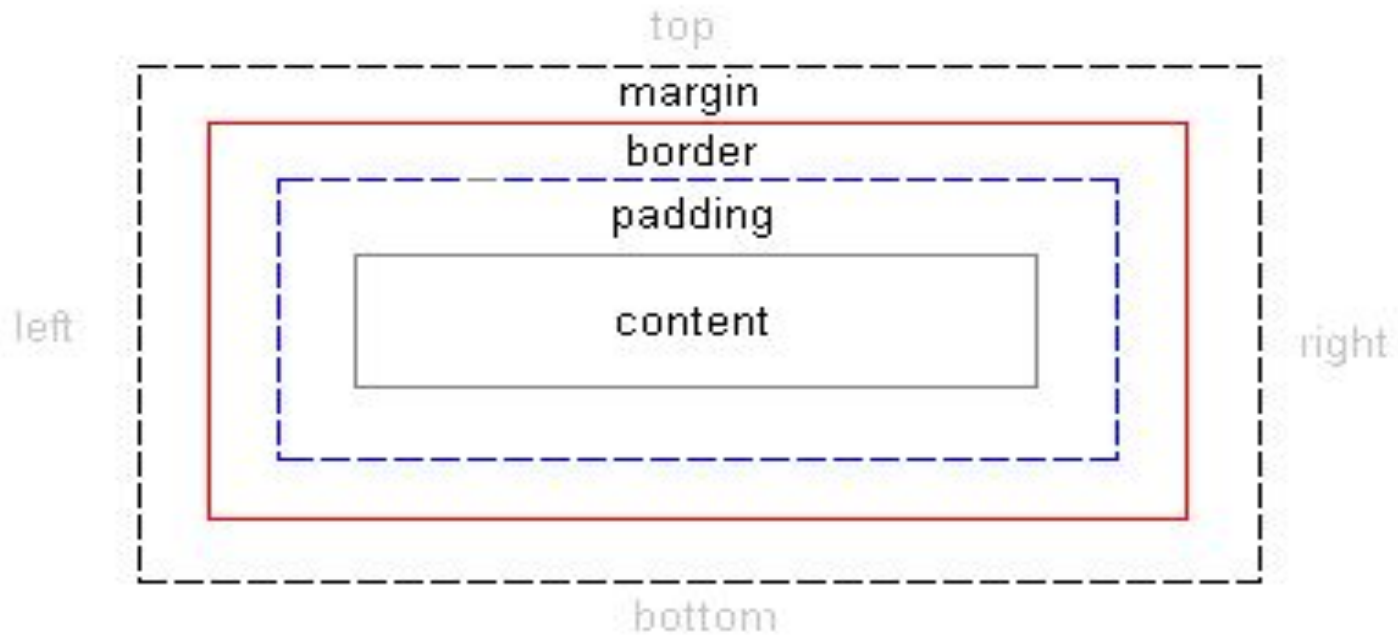 top
margin
border
padding
content
left
right
bottom